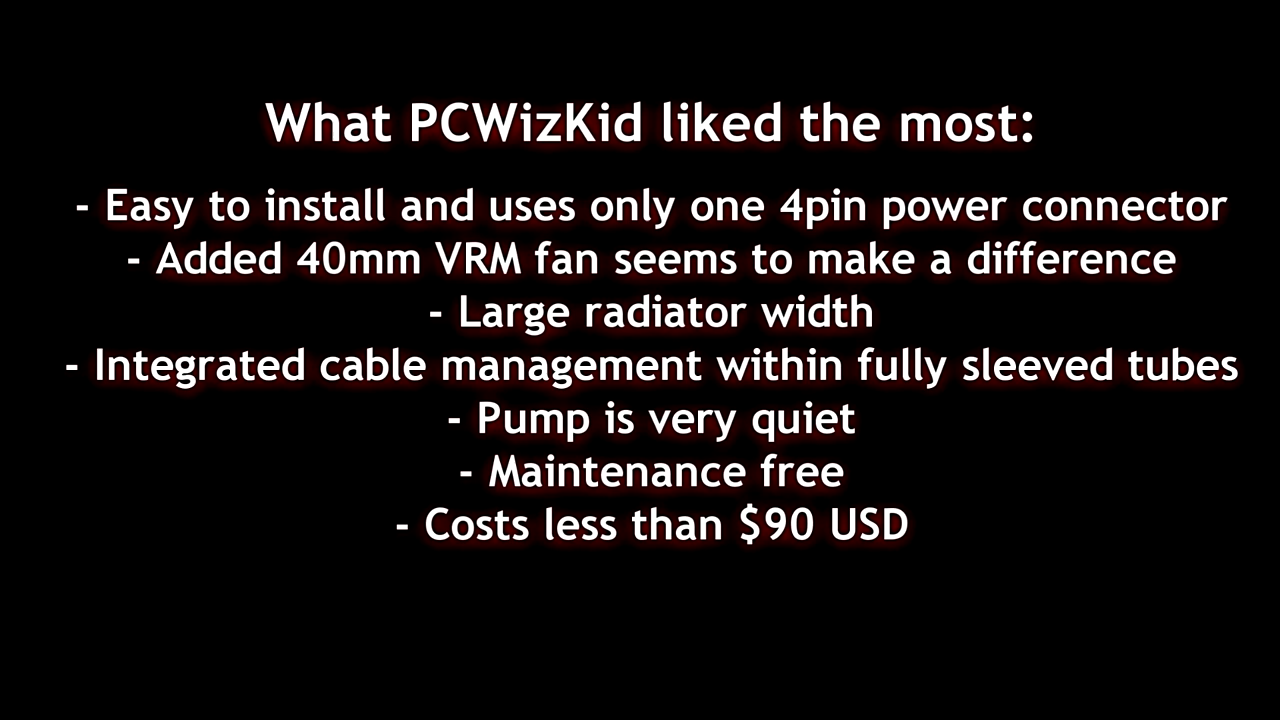 What PCWizKid liked the most:
- Easy to install and uses only one 4pin power connector
- Added 40mm VRM fan seems to make a difference
- Large radiator width
- Integrated cable management within fully sleeved tubes
- Pump is very quiet
- Maintenance free
- Costs less than $90 USD